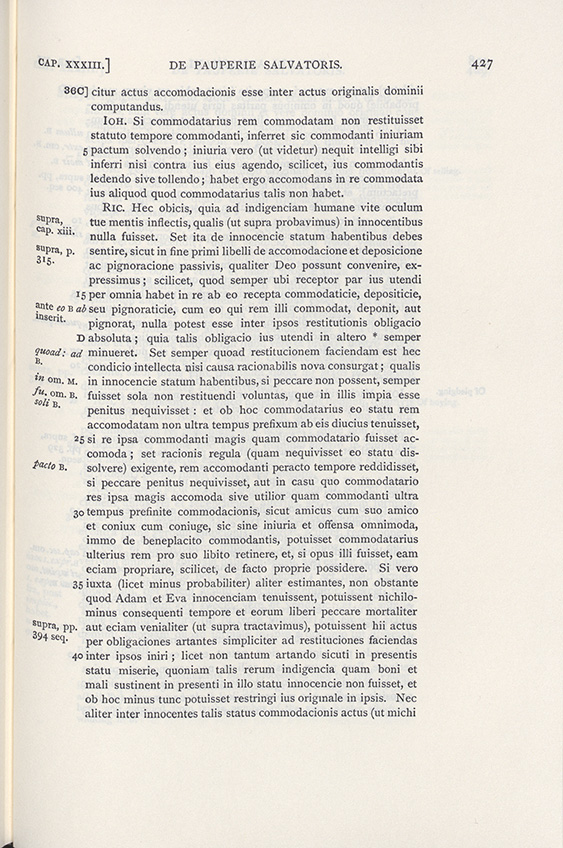 CAP. XXXIII.] DE PAUPERIE SALVATORIS. 427
36C] citur actus accomodacionis esse inter actus originalis dominii
computandus.
IOH. Si commodatarius rem commodatam non restituisset
statuto tempore commodanti, inferret sic commodanti iniuriam
5 pactum solvendo ; iniuria vero (ut videtur) nequit intelligi sibi
inferri nisi contra ius eius agendo, scilicet, ius commodantis
ledendo sive tollendo ; habet ergo accomodans in re commodata
ius aliquod quod commodatarius talis non habet.
RIC. Hec obicis, quia ad indigenciam humane vite oculum
supra, cap. xiii. tue mentis inflectis, qualis (ut supra probavimus) in innocentibus
nulla fuisset. Set ita de innocencie statum habentibus debes
supra, p. 315. sentire, sicut in fine primi libelli de accomodacione et deposicione
ac pignoracione passivis, qualiter Deo possunt convenire, ex-
pressimus ; scilicet, quod semper ubi receptor par ius utendi
15 per omnia habet in re ab eo recepta commodaticie, depositicie,
ante eo B ab inserit. seu pignoraticie, cum eo qui rem illi commodat, deponit, aut
pignorat, nulla potest esse inter ipsos restitutionis obligacio
D absoluta ; quia talis obligacio ius utendi in altero * semper
quoad : ad B. minueret. Set semper quoad restitucionem faciendam est hec
condicio intellecta nisi causa racionabilis nova consurgat ; qualis
in om. M. in innocencie statum habentibus, si peccare non possent, semper
fu. om. B. fuisset sola non restituendi voluntas, que in illis impia esse
soli B. penitus nequivisset : et ob hoc commodatarius eo statu rem
accomodatam non ultra tempus prefixum ab eis diucius tenuisset,
25 si re ipsa commodanti magis quam commodatario fuisset ac-
comoda ; set racionis regula (quam nequivisset eo statu dis-
pacto B. solvere) exigente, rem accomodanti peracto tempore reddidisset,
si peccare penitus nequivisset, aut in casu quo commodatario
res ipsa magis accomoda sive utilior quam commodanti ultra
30 tempus prefinite commodacionis, sicut amicus cum suo amico
et coniux cum coniuge, sic sine iniuria et offensa omnimoda,
immo de beneplacito commodantis, potuisset commodatarius
ulterius rem pro suo libito retinere, et, si opus illi fuisset, eam
eciam propriare, scilicet, de facto proprie possidere. Si vero
35 iuxta (licet minus probabiliter) aliter estimantes, non obstante
quod Adam et Eva innocenciam tenuissent, potuissent nichilo-
minus consequenti tempore et eorum liberi peccare mortaliter
supra, pp. 394 seq. aut eciam venialiter (ut supra tractavimus), potuissent hii actus
per obligaciones artantes simpliciter ad restituciones faciendas
40 inter ipsos iniri ; licet non tantum artando sicuti in presentis
statu miserie, quoniam talis rerum indigencia quam boni et
mali sustinent in presenti in illo statu innocencie non fuisset, et
ob hoc minus tunc potuisset restringi ius originale in ipsis. Nec
aliter inter innocentes talis status commodacionis actus (ut michi